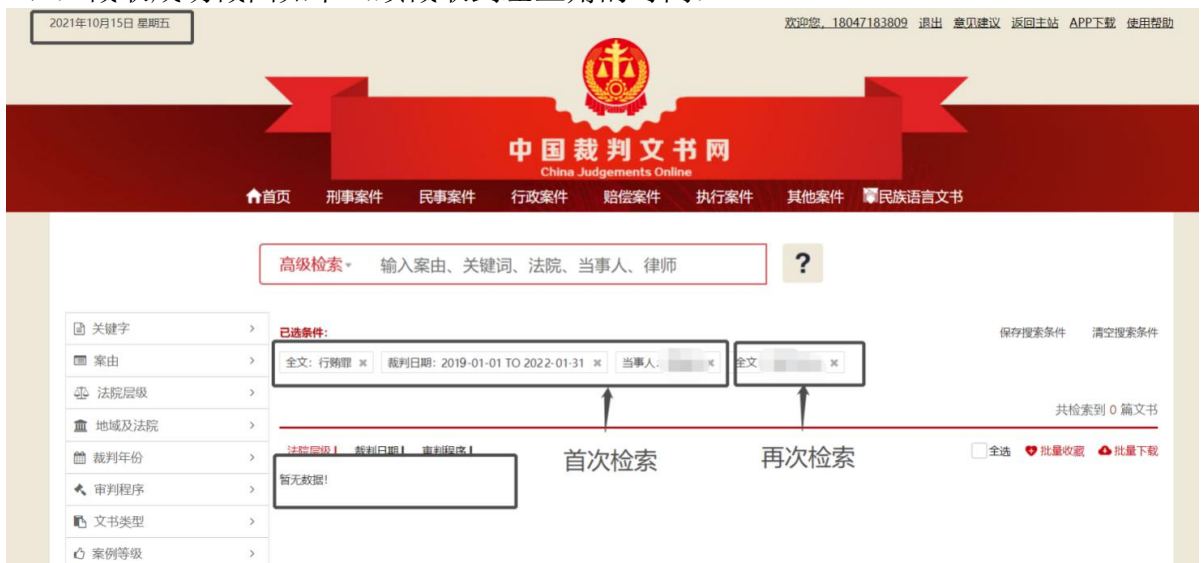 2021年10月15日 星期五
欢迎您，18047183809 退出 意见建议 返回主站 APP下载 使用帮助
中国裁判文书网
China Judgements Online
首页 刑事案件 民事案件 行政案件 赔偿案件 执行案件 其他案件 民族语言文书
高级检索 输入案由、关键词、法院、当事人、律师 ?
关键字
案由
法院层级
地域及法院
裁判年份
审判程序
文书类型
案例等级
已选条件:
保存搜索条件 清空搜索条件
全文: 行贿罪 × 裁判日期: 2019-01-01 TO 2022-01-31 × 当事人: × 全文 ×
共检索到 0 篇文书
法院层级 裁判日期 审判程序
全选 批量收藏 批量下载
首次检索 再次检索
暂无数据!